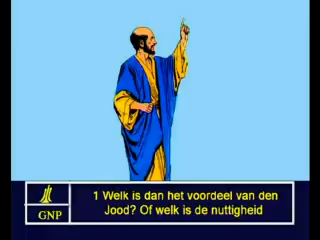 1 Welk is dan het voordeel van den
Jood? Of welk is de nuttigheid
GNP